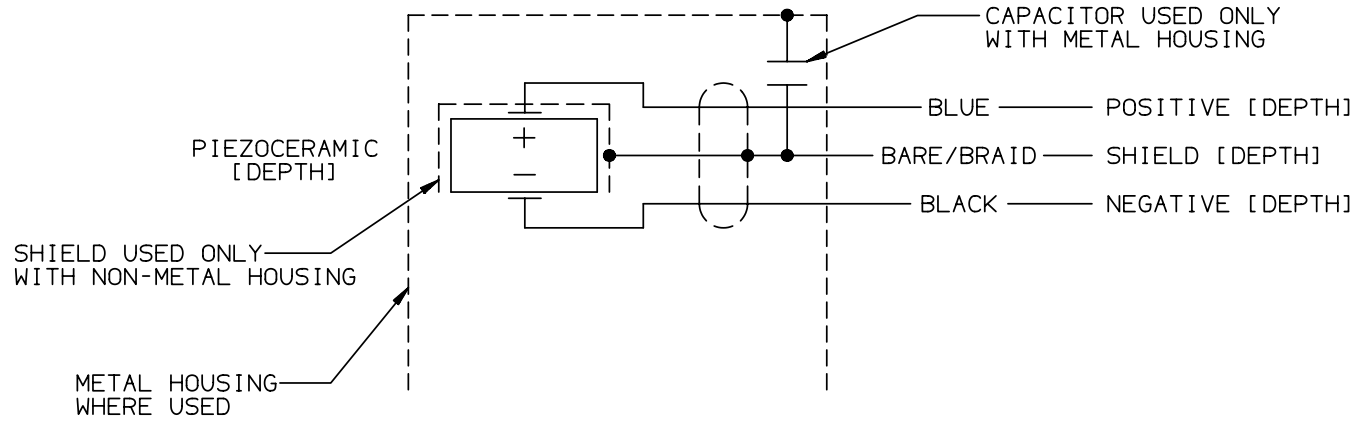 CAPACITOR USED ONLY
WITH METAL HOUSING
BLUE
POSITIVE [DEPTH]
PIEZOCERAMIC
[DEPTH]
+
BARE/BRAID
SHIELD [DEPTH]
−
BLACK
NEGATIVE [DEPTH]
SHIELD USED ONLY
WITH NON-METAL HOUSING
METAL HOUSING
WHERE USED